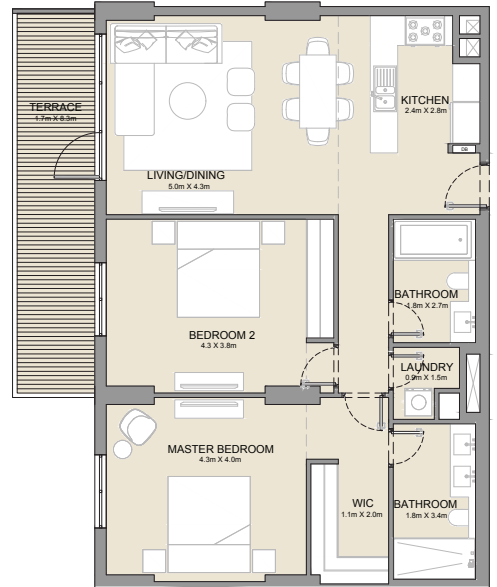 TERRACE
1.7m X 8.3m
KITCHEN
2.4m X 2.8m
DB
LIVING/DINING
5.0m X 4.3m
BATHROOM
1.8m X 2.7m
BEDROOM 2
4.3 X 3.8m
LAUNDRY
0.9m X 1.5m
MASTER BEDROOM
4.3m X 4.0m
WIC
1.1m X 2.0m
BATHROOM
1.8m X 3.4m